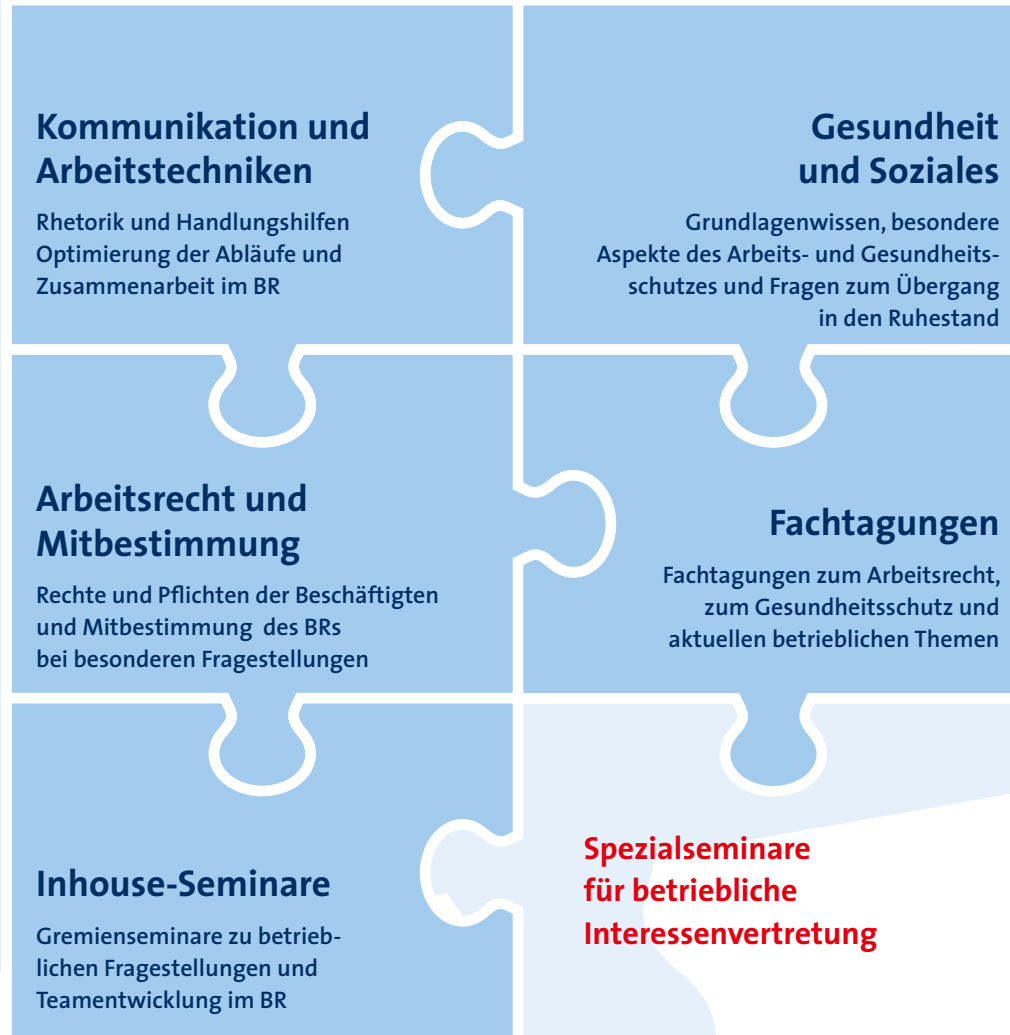 Kommunikation und
Arbeitstechniken
Rhetorik und Handlungshilfen
Optimierung der Abläufe und
Zusammenarbeit im BR
Gesundheit
und Soziales
Grundlagenwissen, besondere
Aspekte des Arbeits- und Gesundheits-
schutzes und Fragen zum Übergang
in den Ruhestand
Arbeitsrecht und
Mitbestimmung
Rechte und Pflichten der Beschäftigten
und Mitbestimmung des BRs
bei besonderen Fragestellungen
Fachtagungen
Fachtagungen zum Arbeitsrecht,
zum Gesundheitsschutz und
aktuellen betrieblichen Themen
Inhouse-Seminare
Gremienseminare zu betrieb-
lichen Fragestellungen und
Teamentwicklung im BR
Spezialseminare
für betriebliche
Interessenvertretung